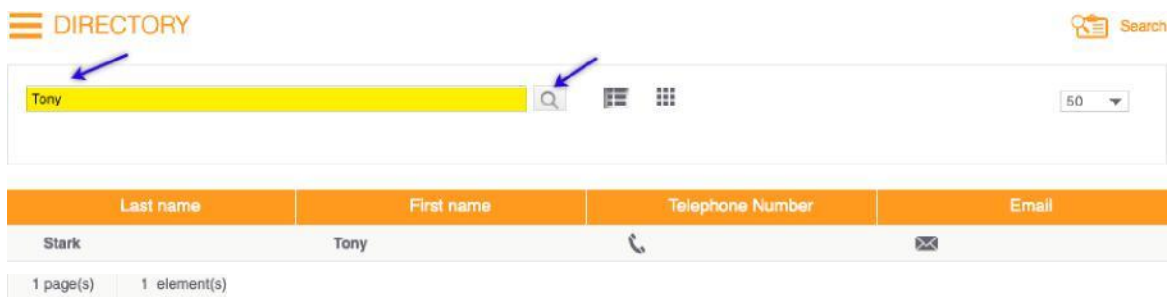 DIRECTORY
Search
Tony
50
Last name First name Telephone Number Email
Stark Tony
1 page(s) 1 element(s)